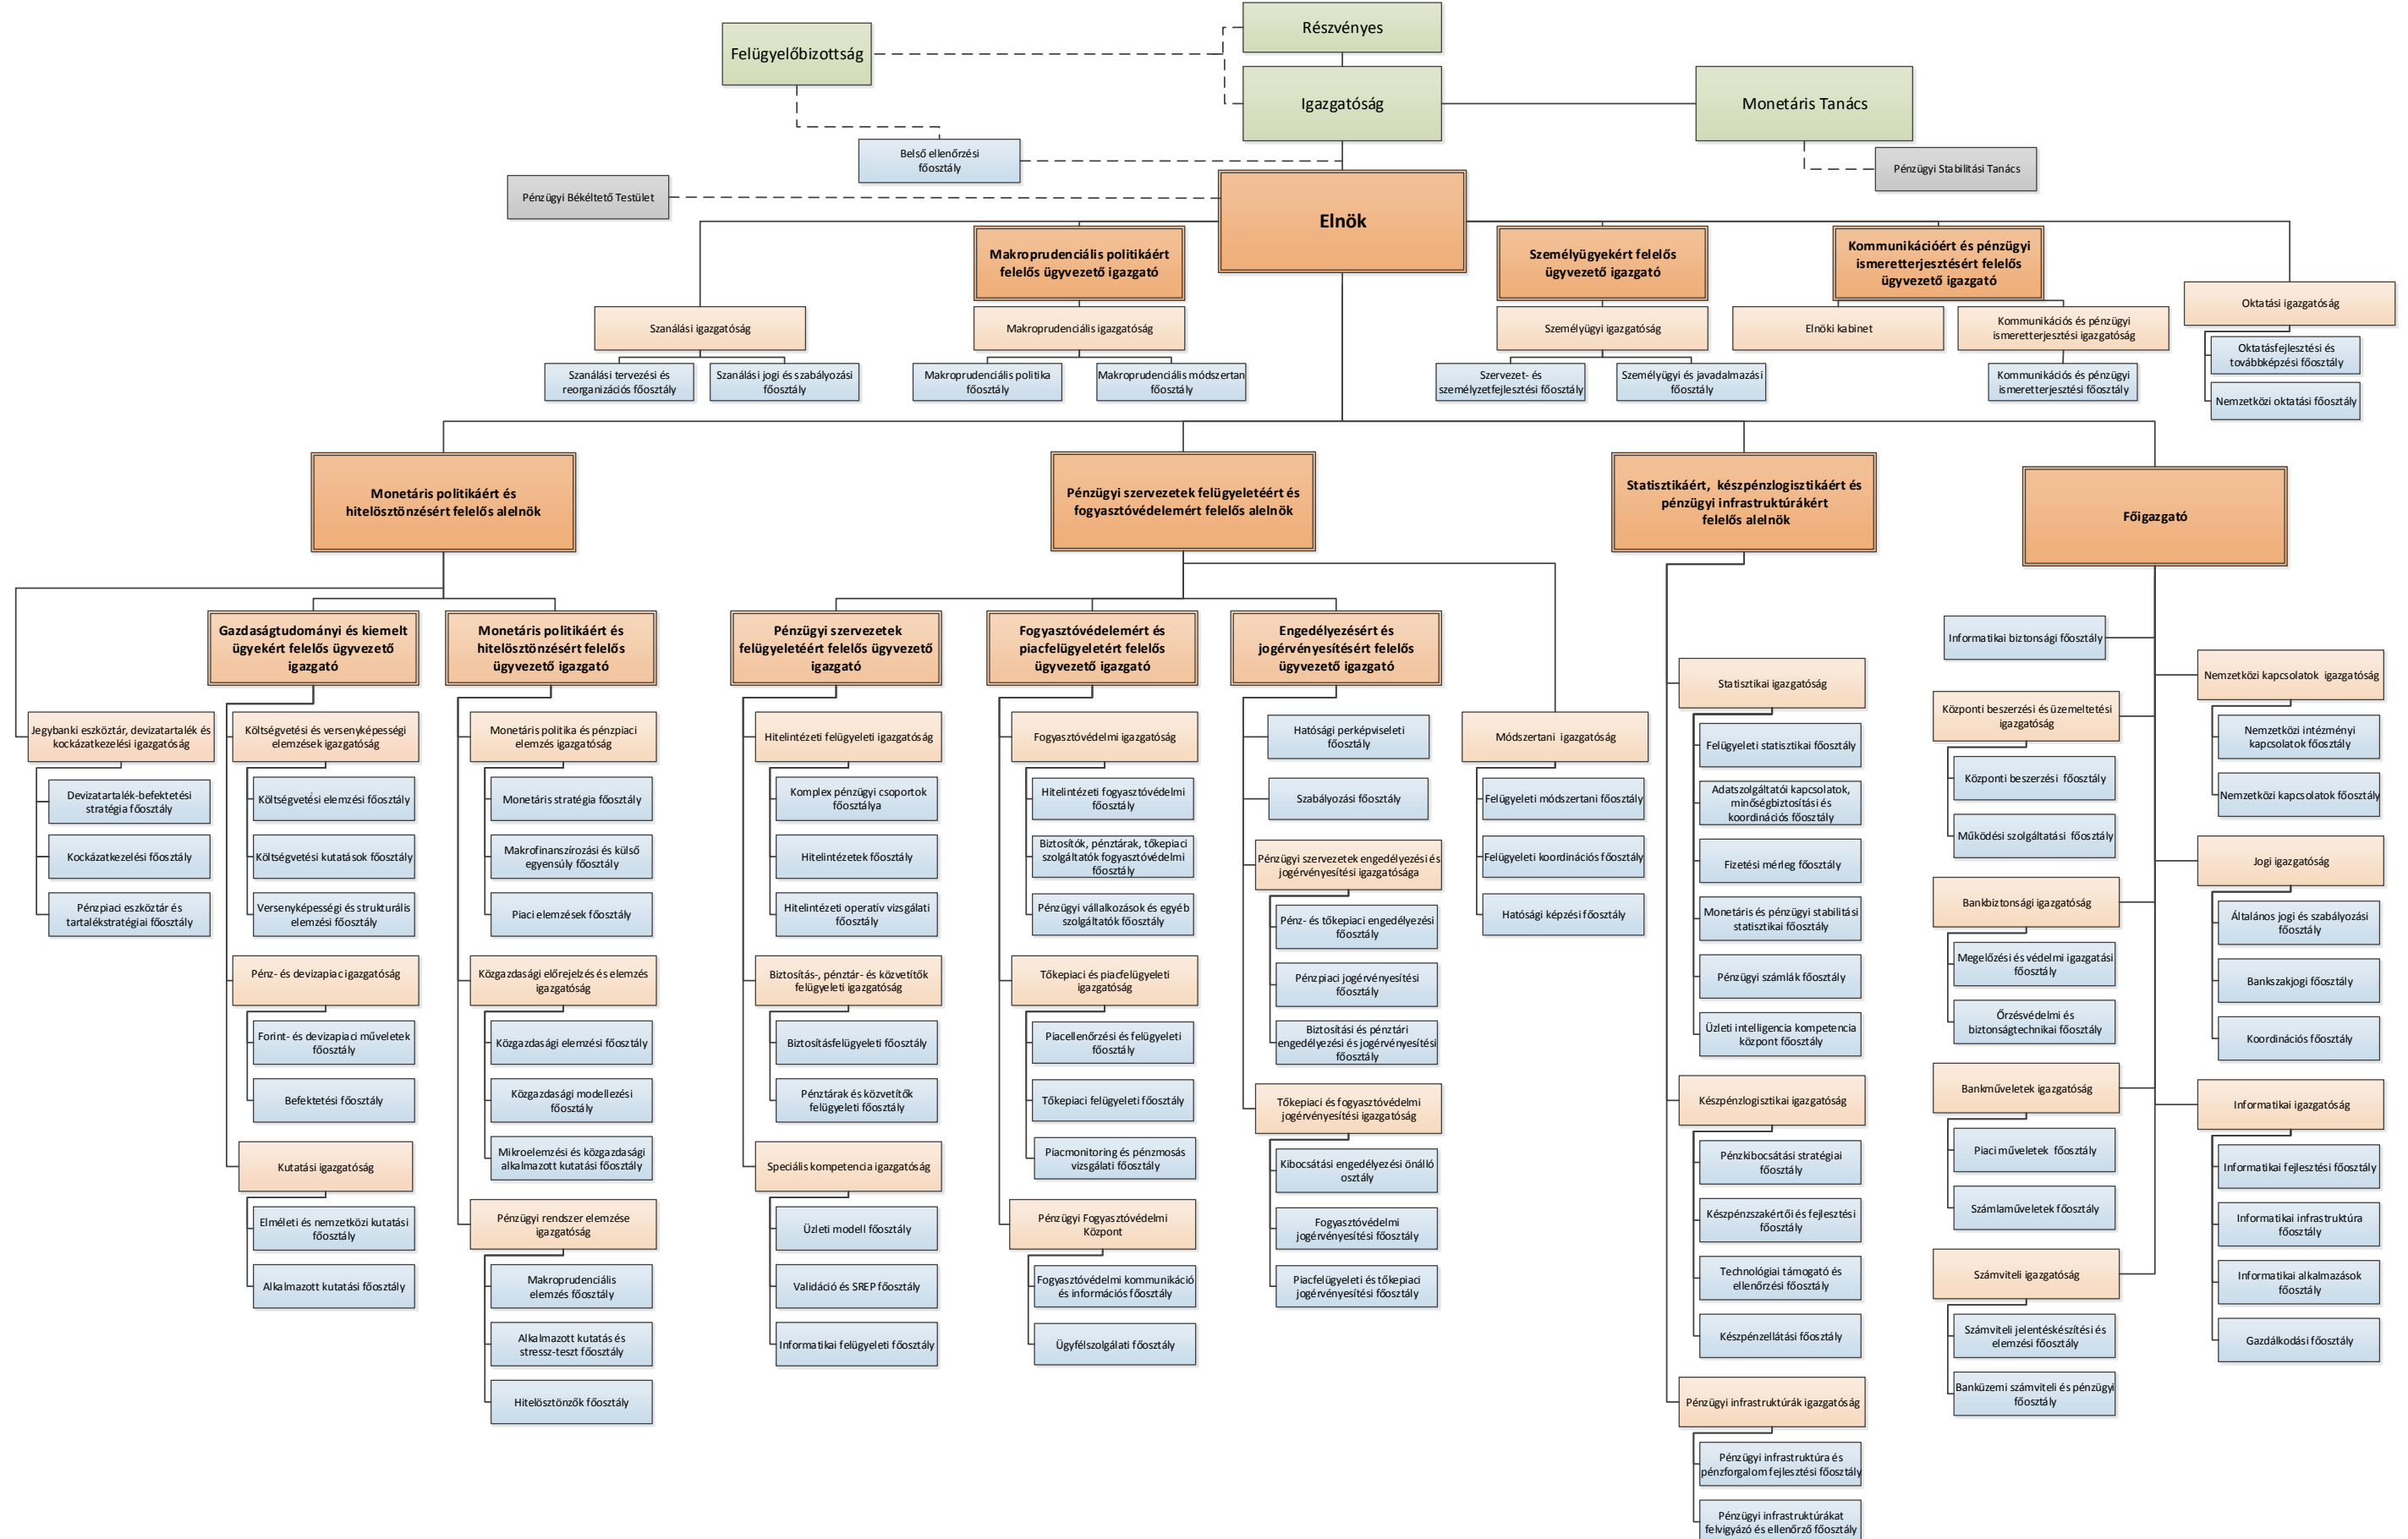 Részvényes
Felügyelőbizottság
Igazgatóság
Monetáris Tanács
Belső ellenőrzési
főosztály
Pénzügyi Stabilitási Tanács
Pénzügyi Békéltető Testület
Elnök
Makroprudenciális politikáért
felelős ügyvezető igazgató
Személyügyekért felelős
ügyvezető igazgató
Kommunikációért és pénzügyi
ismeretterjesztésért felelős
ügyvezető igazgató
Oktatási igazgatóság
Szanálási igazgatóság
Makroprudenciális igazgatóság
Személyügyi igazgatóság
Elnöki kabinet
Kommunikációs és pénzügyi
ismeretterjesztési igazgatóság
Oktatásfejlesztési és
továbbképzési főosztály
Nemzetközi oktatási főosztály
Szanálási tervezési és
reorganizációs főosztály
Szanálási jogi és szabályozási
főosztály
Makroprudenciális politika
főosztály
Makroprudenciális módszertan
főosztály
Szervezet- és
személyzetfejlesztési főosztály
Személyügyi és javadalmazási
főosztály
Kommunikációs és pénzügyi
ismeretterjesztési főosztály
Monetáris politikáért és
hitelösztönzésért felelős alelnök
Pénzügyi szervezetek felügyeletéért és
fogyasztóvédelemért felelős alelnök
Statisztikáért, készpénzlogisztikáért és
pénzügyi infrastruktúrákért
felelős alelnök
Főigazgató
Gazdaságtudományi és kiemelt
ügyekért felelős ügyvezető
igazgató
Monetáris politikáért és
hitelösztönzésért felelős
ügyvezető igazgató
Pénzügyi szervezetek
felügyeletéért felelős ügyvezető
igazgató
Fogyasztóvédelemért és
piacfelügyeletért felelős
ügyvezető igazgató
Engedélyezésért és
jogérvényesítésért felelős
ügyvezető igazgató
Jegybanki eszköztár, devizatartalék és
kockázatkezelési igazgatóság
Devizatartalék-befektetési
stratégia főosztály
Kockázatkezelési főosztály
Pénzpiaci eszköztár és
tartalékstratégiai főosztály
Költségvetési és versenyképességi
elemzések igazgatóság
Költségvetési elemzési főosztály
Költségvetési kutatások főosztály
Versenyképességi és strukturális
elemzési főosztály
Pénz- és devizapiac igazgatóság
Forint- és devizapiaci műveletek
főosztály
Befektetési főosztály
Kutatási igazgatóság
Elméleti és nemzetközi kutatási
főosztály
Alkalmazott kutatási főosztály
Monetáris politika és pénzpiaci
elemzés igazgatóság
Monetáris stratégia főosztály
Makrofinanszírozási és külső
egyensúly főosztály
Piaci elemzések főosztály
Közgazdasági előrejelzés és elemzés
igazgatóság
Közgazdasági elemzési főosztály
Közgazdasági modellezési
főosztály
Mikroelemzési és közgazdasági
alkalmazott kutatási főosztály
Pénzügyi rendszer elemzése
igazgatóság
Makroprudenciális
elemzés főosztály
Alkalmazott kutatás és
stressz-teszt főosztály
Hitelösztönzők főosztály
Hitelintézeti felügyeleti igazgatóság
Komplex pénzügyi csoportok
főosztálya
Hitelintézetek főosztály
Hitelintézeti operatív vizsgálati
főosztály
Biztosítás-, pénztár- és közvetítők
felügyeleti igazgatóság
Biztosításfelügyeleti főosztály
Pénztárak és közvetítők
felügyeleti főosztály
Speciális kompetencia igazgatóság
Üzleti modell főosztály
Validáció és SREP főosztály
Informatikai felügyeleti főosztály
Fogyasztóvédelmi igazgatóság
Hitelintézeti fogyasztóvédelmi
főosztály
Biztosítók, pénztárak, tőkepiaci
szolgáltatók fogyasztóvédelmi
főosztály
Pénzügyi vállalkozások és egyéb
szolgáltatók főosztály
Tőkepiaci és piacfelügyeleti
igazgatóság
Piacellenőrzési és felügyeleti
főosztály
Tőkepiaci felügyeleti főosztály
Piacmonitoring és pénzmosás
vizsgálati főosztály
Pénzügyi Fogyasztóvédelmi
Központ
Fogyasztóvédelmi kommunikáció
és információs főosztály
Ügyfélszolgálati főosztály
Hatósági perképviseleti
főosztály
Szabályozási főosztály
Pénzügyi szervezetek engedélyezési és
jogérvényesítési igazgatósága
Pénz- és tőkepiaci engedélyezési
főosztály
Pénzpiaci jogérvényesítési
főosztály
Biztosítási és pénztári
engedélyezési és jogérvényesítési
főosztály
Tőkepiaci és fogyasztóvédelmi
jogérvényesítési igazgatóság
Kibocsátási engedélyezési önálló
osztály
Fogyasztóvédelmi
jogérvényesítési főosztály
Piacfelügyeleti és tőkepiaci
jogérvényesítési főosztály
Módszertani igazgatóság
Felügyeleti módszertani főosztály
Felügyeleti koordinációs főosztály
Hatósági képzési főosztály
Statisztikai igazgatóság
Felügyeleti statisztikai főosztály
Adatszolgáltatói kapcsolatok,
minőségbiztosítási és
koordinációs főosztály
Fizetési mérleg főosztály
Monetáris és pénzügyi stabilitási
statisztikai főosztály
Pénzügyi számlák főosztály
Üzleti intelligencia kompetencia
központ főosztály
Készpénzlogisztikai igazgatóság
Pénzkibocsátási stratégiai
főosztály
Készpénzszakértői és fejlesztési
főosztály
Technológiai támogató és
ellenőrzési főosztály
Készpénzellátási főosztály
Pénzügyi infrastruktúrák igazgatóság
Pénzügyi infrastruktúra és
pénzforgalom fejlesztési főosztály
Pénzügyi infrastruktúrákat
felvigyázó és ellenőrző főosztály
Informatikai biztonsági főosztály
Központi beszerzési és üzemeltetési
igazgatóság
Központi beszerzési főosztály
Működési szolgáltatási főosztály
Bankbiztonsági igazgatóság
Megelőzési és védelmi igazgatási
főosztály
Őrzésvédelmi és
biztonságtechnikai főosztály
Bankműveletek igazgatóság
Piaci műveletek főosztály
Számlaműveletek főosztály
Számviteli igazgatóság
Számviteli jelentéskészítési és
elemzési főosztály
Banküzemi számviteli és pénzügyi
főosztály
Nemzetközi kapcsolatok igazgatóság
Nemzetközi intézményi
kapcsolatok főosztály
Nemzetközi kapcsolatok főosztály
Jogi igazgatóság
Általános jogi és szabályozási
főosztály
Bankszakjogi főosztály
Koordinációs főosztály
Informatikai igazgatóság
Informatikai fejlesztési főosztály
Informatikai infrastruktúra
főosztály
Informatikai alkalmazások
főosztály
Gazdálkodási főosztály